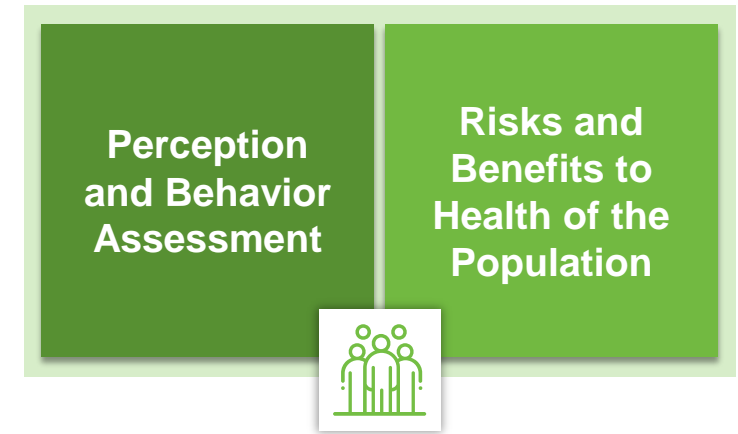 Perception
and Behavior
Assessment
Risks and
Benefits to
Health of the
Population